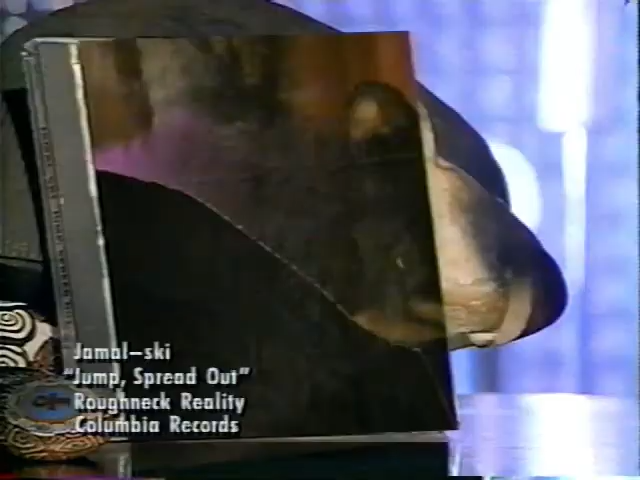 Jamal-ski
"Jump, Spread Out"
Roughneck Reality
Columbia Records